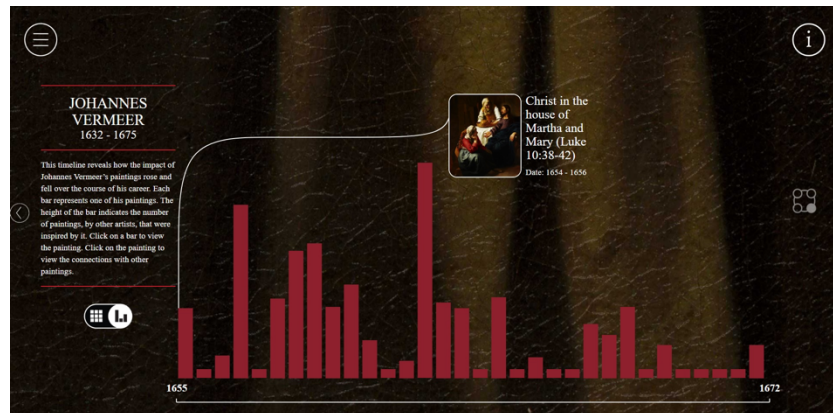 i
JOHANNES
VERMEER
1632 - 1675
This timeline reveals how the impact of
Johannes Vermeer's paintings rose and
fell over the course of his career. Each
bar represents one of his paintings. The
height of the bar indicates the number
of paintings, by other artists, that were
inspired by it. Click on a bar to view
the painting. Click on the painting to
view the connections with other
paintings.
Christ in the
house of
Martha and
Mary (Luke
10:38-42)
Date: 1654 - 1656
1655
1672